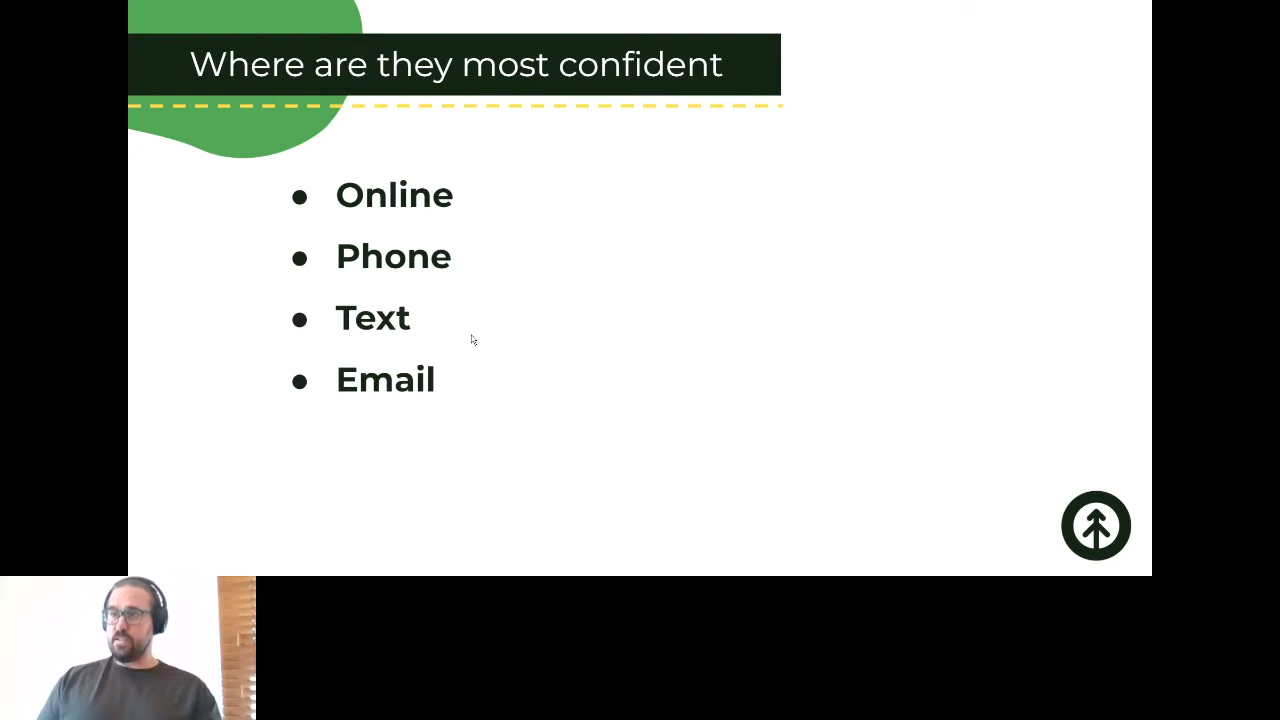 Where are they most confident
● Online
● Phone
● Text
● Email